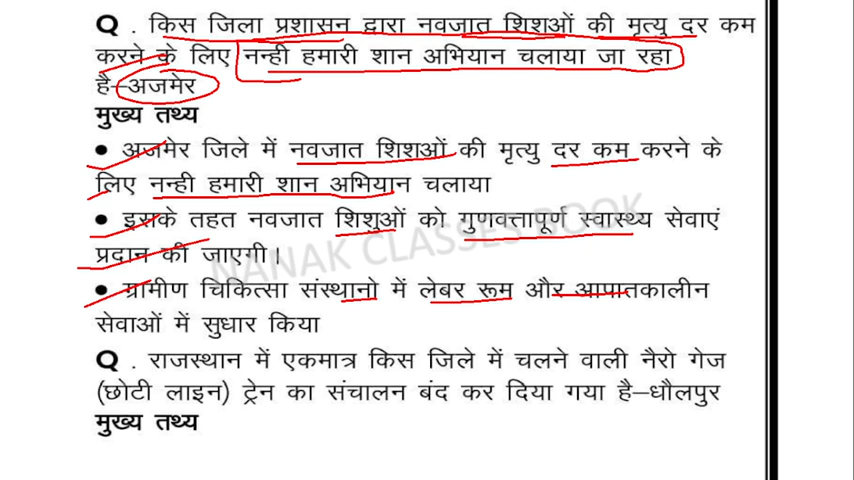 Q . किस जिला प्रशासन द्वारा नवजात शिशओं की मृत्यु दर कम
करने के लिए नन्ही हमारी शान अभियान चलाया जा रहा
है–अजमेर
मुख्य तथ्य
● अजमेर जिले में नवजात शिशओं की मृत्यु दर कम करने के
लिए नन्ही हमारी शान अभियान चलाया
● इसके तहत नवजात शिशुओं को गुणवत्तापूर्ण स्वास्थ्य सेवाएं
प्रदान की जाएगी।
● ग्रामीण चिकित्सा संस्थानो में लेबर रूम और आपातकालीन
सेवाओं में सुधार किया
NANAK CLASSES BOOK
Q . राजस्थान में एकमात्र किस जिले में चलने वाली नैरो गेज
(छोटी लाइन) ट्रेन का संचालन बंद कर दिया गया है–धौलपुर
मुख्य तथ्य